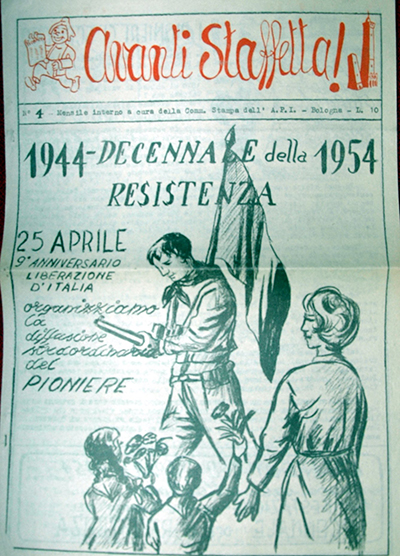 Avanti Staffetta!
N° 4 - Mensile interno a cura della Comm. Stampa dell' A.P.I. - Bologna - L. 10
1944-DECENNALE della 1954
RESISTENZA
25 APRILE
9° ANNIVERSARIO
LIBERAZIONE
D'ITALIA
organizziamo
la
diffusione
straordinaria
del
PIONIERE